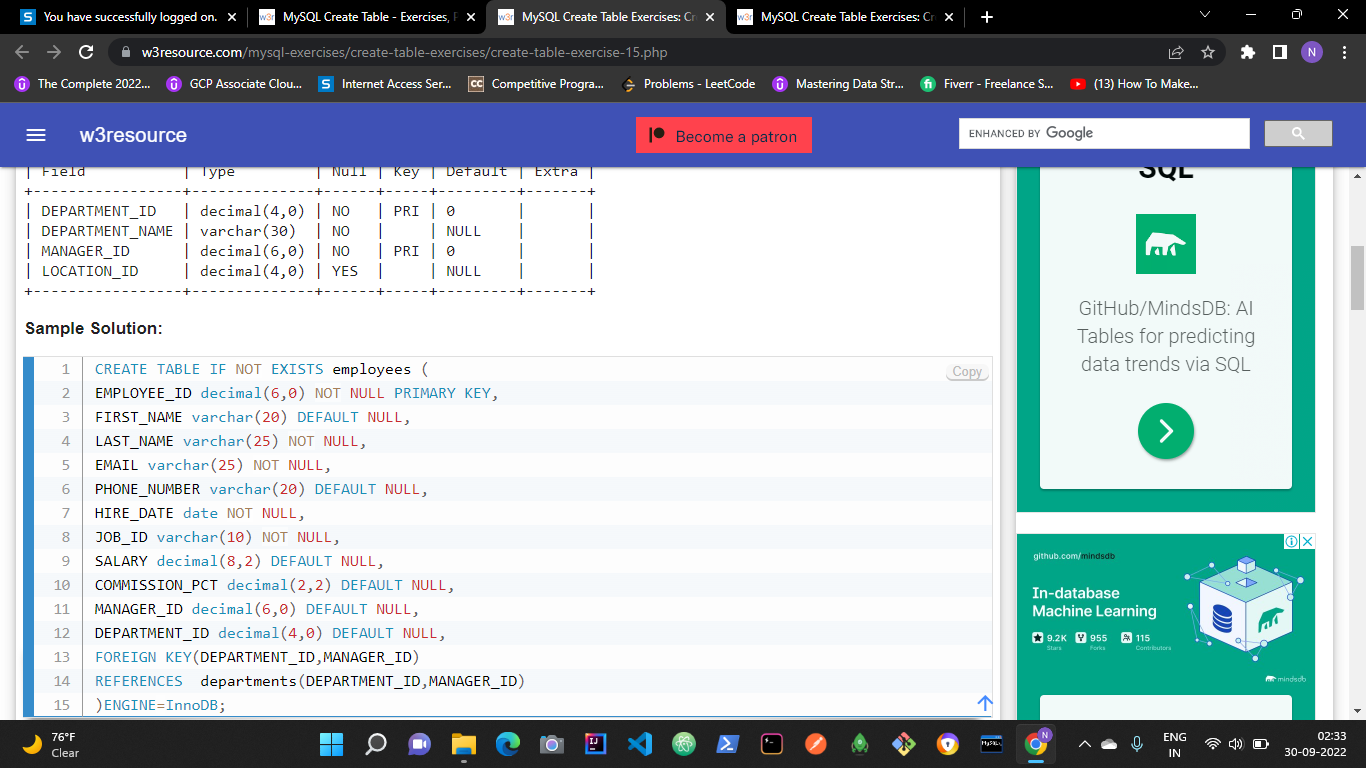 You have successfully logged on.
MySQL Create Table - Exercises, P
MySQL Create Table Exercises: Cr
MySQL Create Table Exercises: Cr
w3resource.com/mysql-exercises/create-table-exercises/create-table-exercise-15.php
N
The Complete 2022...
GCP Associate Clou...
Internet Access Ser...
Competitive Progra...
Problems - LeetCode
Mastering Data Str...
Fiverr - Freelance S...
(13) How To Make...
w3resource
Become a patron
ENHANCED BY Google
| Field | Type | Null | Key | Default | Extra |
+-----------------+--------------+------+-----+---------+-------+
| DEPARTMENT_ID | decimal(4,0) | NO | PRI | 0 | |
| DEPARTMENT_NAME | varchar(30) | NO | | NULL | |
| MANAGER_ID | decimal(6,0) | NO | PRI | 0 | |
| LOCATION_ID | decimal(4,0) | YES | | NULL | |
+-----------------+--------------+------+-----+---------+-------+
Sample Solution:
Copy
1 CREATE TABLE IF NOT EXISTS employees (
2 EMPLOYEE_ID decimal(6,0) NOT NULL PRIMARY KEY,
3 FIRST_NAME varchar(20) DEFAULT NULL,
4 LAST_NAME varchar(25) NOT NULL,
5 EMAIL varchar(25) NOT NULL,
6 PHONE_NUMBER varchar(20) DEFAULT NULL,
7 HIRE_DATE date NOT NULL,
8 JOB_ID varchar(10) NOT NULL,
9 SALARY decimal(8,2) DEFAULT NULL,
10 COMMISSION_PCT decimal(2,2) DEFAULT NULL,
11 MANAGER_ID decimal(6,0) DEFAULT NULL,
12 DEPARTMENT_ID decimal(4,0) DEFAULT NULL,
13 FOREIGN KEY(DEPARTMENT_ID,MANAGER_ID)
14 REFERENCES  departments(DEPARTMENT_ID,MANAGER_ID)
15 )ENGINE=InnoDB;
SQL
GitHub/MindsDB: AI
Tables for predicting
data trends via SQL
github.com/mindsdb
In-database
Machine Learning
9.2K 955 115
Stars Forks Contributors
mindsdb
76°F
Clear
ENG
IN
02:33
30-09-2022